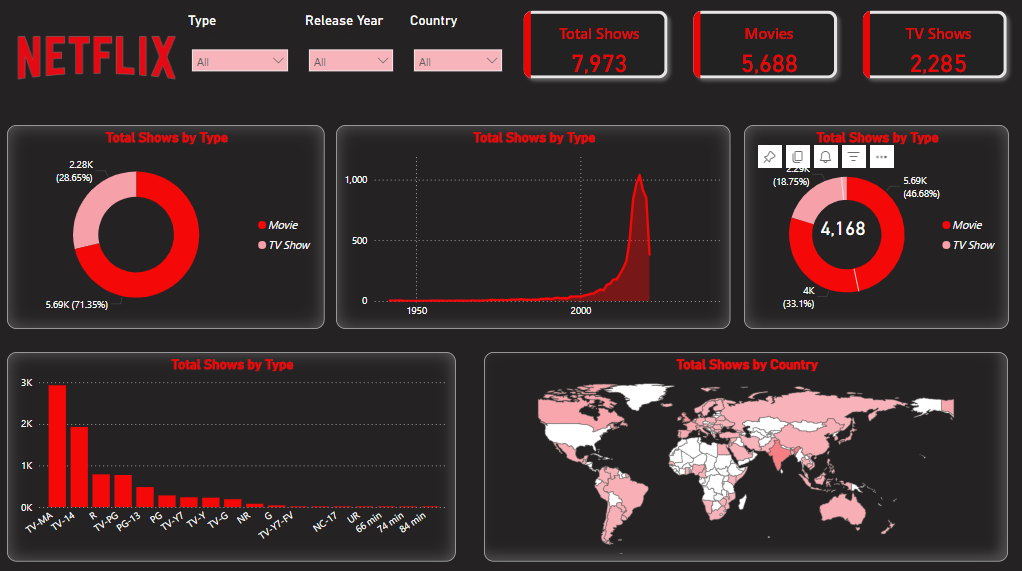 NETFLIX
Type
Release Year
Country
All
All
All
Total Shows
7,973
Movies
5,688
TV Shows
2,285
Total Shows by Type
2.28K
(28.65%)
5.69K (71.35%)
Movie
TV Show
Total Shows by Type
1,000
500
0
1950
2000
Total Shows by Type
2.29K
(18.75%)
5.69K
(46.68%)
4,168
4K
(33.1%)
Movie
TV Show
Total Shows by Type
3K
2K
1K
0K
TV-MA
TV-14
R
TV-PG
PG-13
PG
TV-Y7
TV-Y
TV-G
NR
G
TV-Y7-FV
NC-17
UR
66 min
74 min
84 min
Total Shows by Country